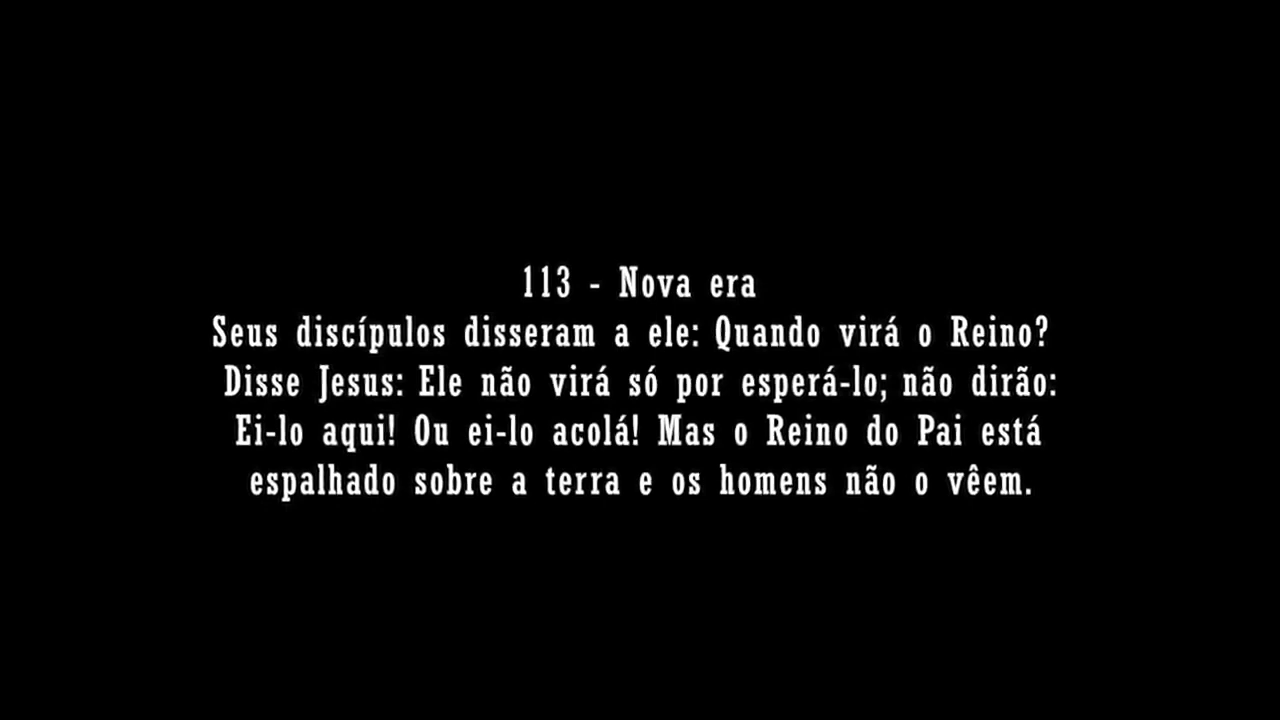 113 - Nova era
Seus discípulos disseram a ele: Quando virá o Reino?
Disse Jesus: Ele não virá só por esperá-lo; não dirão:
Ei-lo aqui! Ou ei-lo acolá! Mas o Reino do Pai está
espalhado sobre a terra e os homens não o vêem.